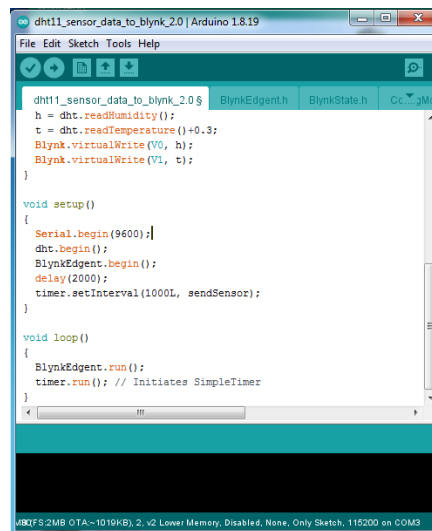 dht11_sensor_data_to_blynk_2.0 | Arduino 1.8.19
File Edit Sketch Tools Help
dht11_sensor_data_to_blynk_2.0 § BlynkEdgent.h BlynkState.h
h = dht.readHumidity();
t = dht.readTemperature()+0.3;
Blynk.virtualWrite(V0, h);
Blynk.virtualWrite(V1, t);
}
void setup()
{
Serial.begin(9600);
dht.begin();
BlynkEdgent.begin();
delay(2000);
timer.setInterval(1000L, sendSensor);
}
void loop()
{
BlynkEdgent.run();
timer.run(); // Initiates SimpleTimer
}
(FS:2MB OTA:~1019KB), 2, v2 Lower Memory, Disabled, None, Only Sketch, 115200 on COM3